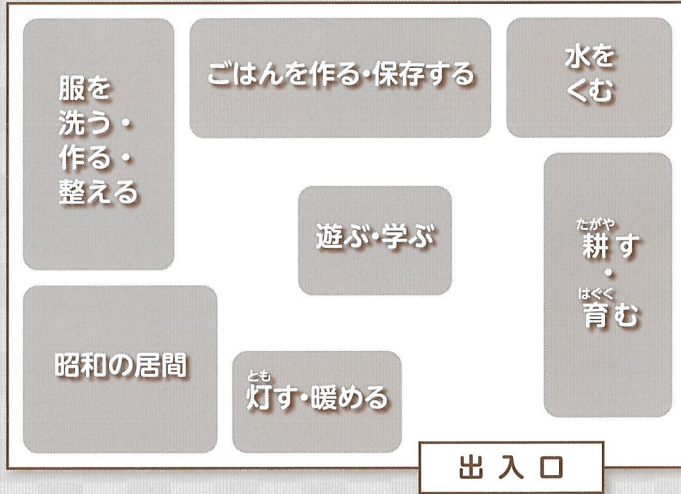 服を
洗う・
作る・
整える
ごはんを作る・保存する
水を
くむ
遊ぶ・学ぶ
たがや
耕す
・
はぐく
育む
昭和の居間
とも
灯す・暖める
出入口